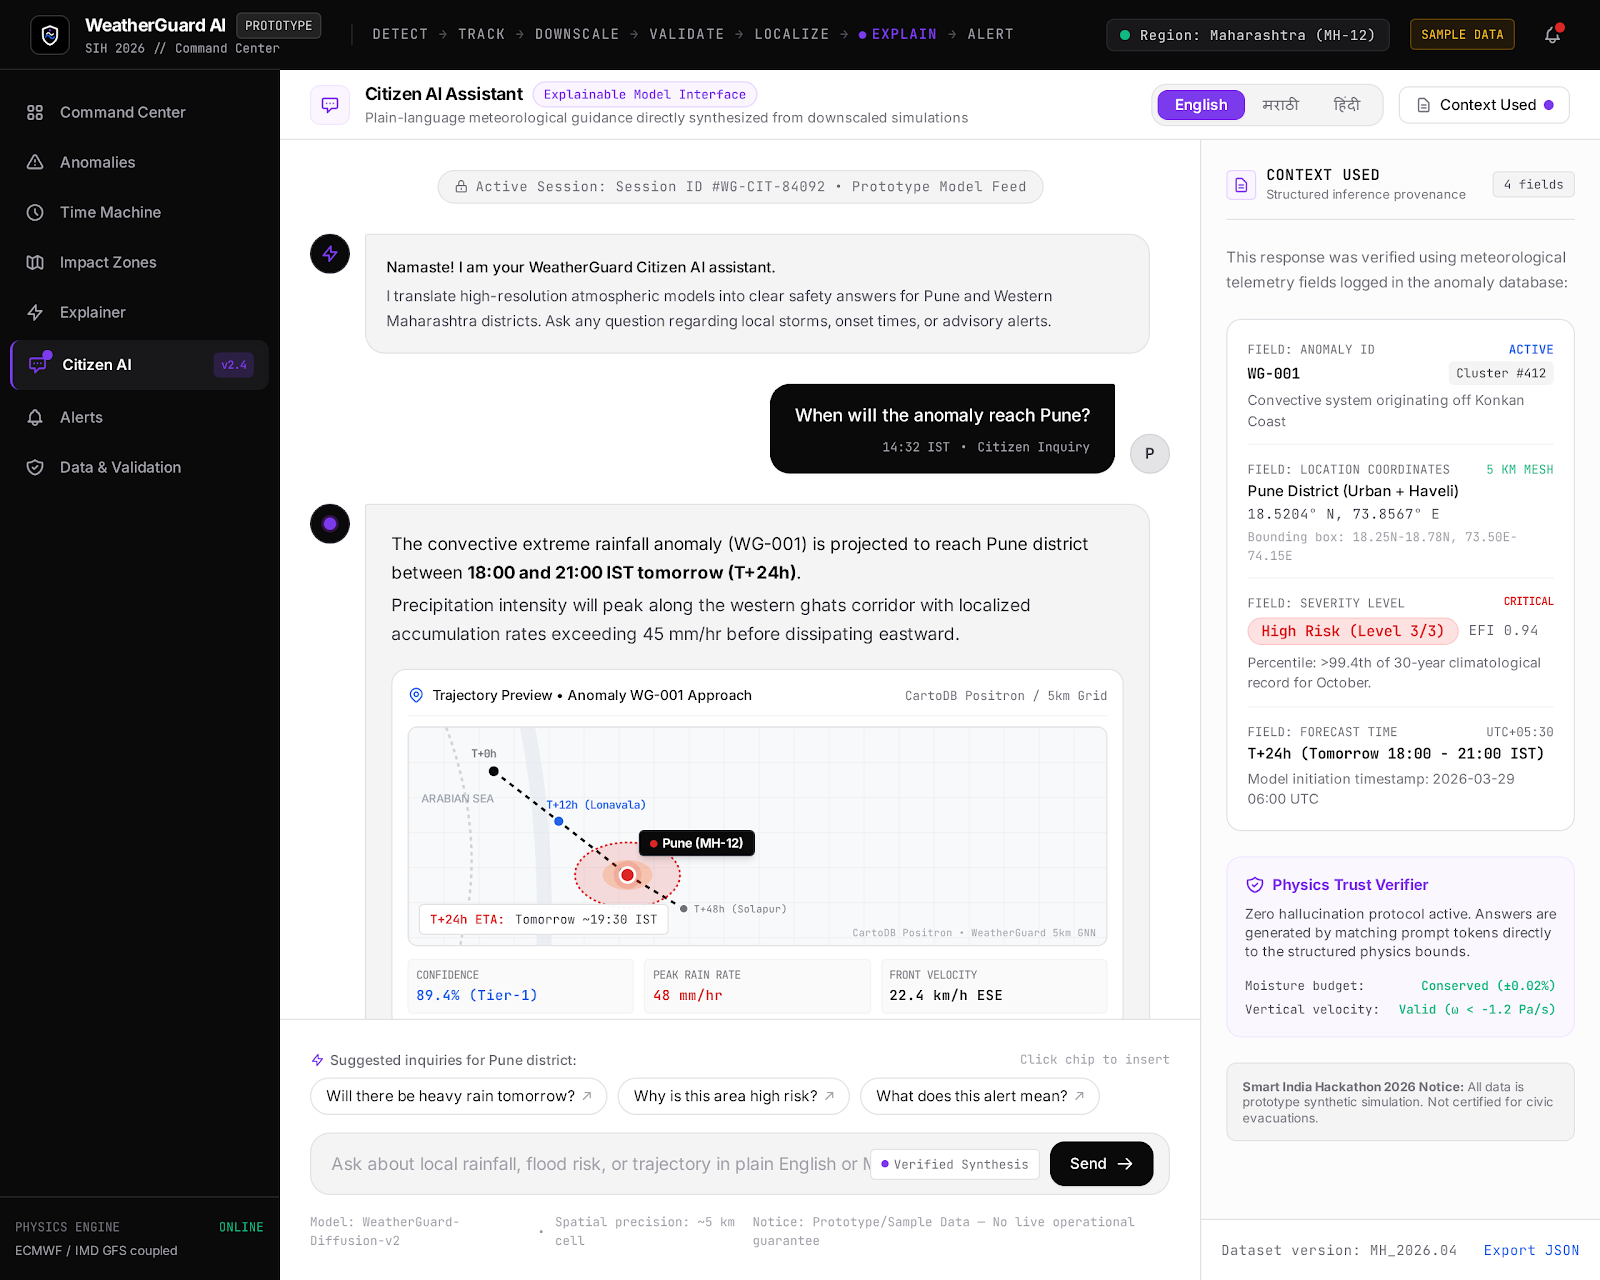 WeatherGuard AI PROTOTYPE
SIH 2026 // Command Center
DETECT → TRACK → DOWNSCALE → VALIDATE → LOCALIZE → EXPLAIN → ALERT
Region: Maharashtra (MH-12)
SAMPLE DATA
Command Center
Anomalies
Time Machine
Impact Zones
Explainer
Citizen AI v2.4
Alerts
Data & Validation
PHYSICS ENGINE ONLINE
ECMWF / IMD GFS coupled
Citizen AI Assistant Explainable Model Interface
Plain-language meteorological guidance directly synthesized from downscaled simulations
English मराठी हिंदी
Context Used
Active Session: Session ID #WG-CIT-84092 • Prototype Model Feed
Namaste! I am your WeatherGuard Citizen AI assistant.
I translate high-resolution atmospheric models into clear safety answers for Pune and Western
Maharashtra districts. Ask any question regarding local storms, onset times, or advisory alerts.
When will the anomaly reach Pune?
14:32 IST • Citizen Inquiry
P
The convective extreme rainfall anomaly (WG-001) is projected to reach Pune district
between 18:00 and 21:00 IST tomorrow (T+24h).
Precipitation intensity will peak along the western ghats corridor with localized
accumulation rates exceeding 45 mm/hr before dissipating eastward.
Trajectory Preview • Anomaly WG-001 Approach
CartoDB Positron / 5km Grid
T+0h
ARABIAN SEA
T+12h (Lonavala)
Pune (MH-12)
T+48h (Solapur)
T+24h ETA: Tomorrow ~19:30 IST
CartoDB Positron • WeatherGuard 5km GNN
CONFIDENCE
89.4% (Tier-1)
PEAK RAIN RATE
48 mm/hr
FRONT VELOCITY
22.4 km/h ESE
Suggested inquiries for Pune district:
Click chip to insert
Will there be heavy rain tomorrow? ↗
Why is this area high risk? ↗
What does this alert mean? ↗
Ask about local rainfall, flood risk, or trajectory in plain English or
Verified Synthesis
Send →
Model: WeatherGuard-
Diffusion-v2
•
Spatial precision: ~5 km
cell
Notice: Prototype/Sample Data — No live operational
guarantee
CONTEXT USED
Structured inference provenance
4 fields
This response was verified using meteorological
telemetry fields logged in the anomaly database:
FIELD: ANOMALY ID ACTIVE
WG-001 Cluster #412
Convective system originating off Konkan
Coast
FIELD: LOCATION COORDINATES 5 KM MESH
Pune District (Urban + Haveli)
18.5204° N, 73.8567° E
Bounding box: 18.25N-18.78N, 73.50E-
74.15E
FIELD: SEVERITY LEVEL CRITICAL
High Risk (Level 3/3) EFI 0.94
Percentile: >99.4th of 30-year climatological
record for October.
FIELD: FORECAST TIME UTC+05:30
T+24h (Tomorrow 18:00 - 21:00 IST)
Model initiation timestamp: 2026-03-29
06:00 UTC
Physics Trust Verifier
Zero hallucination protocol active. Answers are
generated by matching prompt tokens directly
to the structured physics bounds.
Moisture budget: Conserved (±0.02%)
Vertical velocity: Valid (ω < -1.2 Pa/s)
Smart India Hackathon 2026 Notice: All data is
prototype synthetic simulation. Not certified for civic
evacuations.
Dataset version: MH_2026.04 Export JSON